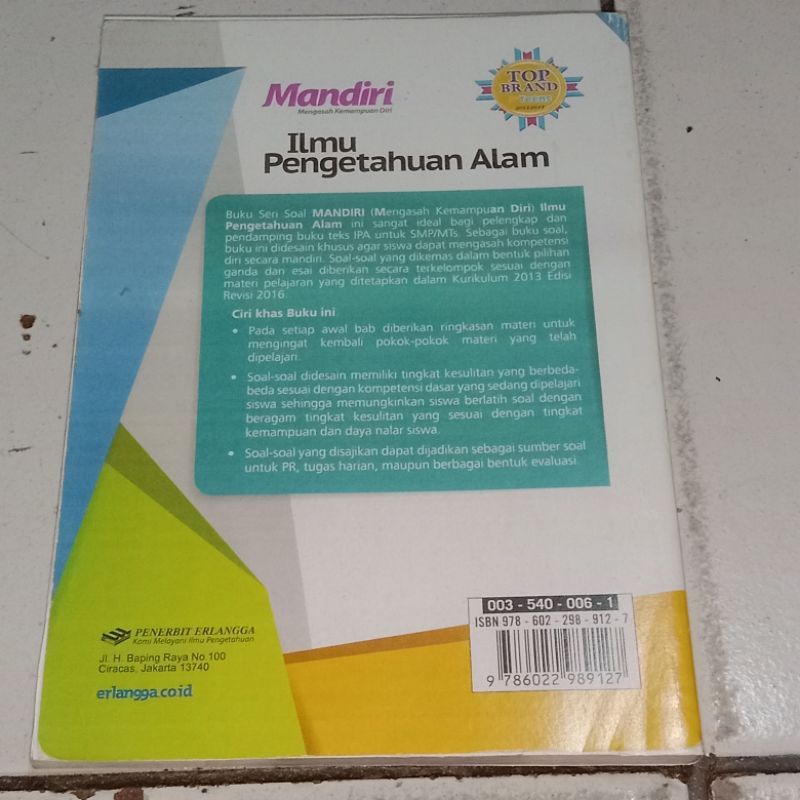 Mandiri
Mengasah Kemampuan Diri
TOP
BRAND
Teens
Ilmu
Pengetahuan Alam
Buku Seri Soal MANDIRI (Mengasah Kemampuan Diri) Ilmu
Pengetahuan Alam ini sangat ideal bagi pelengkap dan
pendamping buku teks IPA untuk SMP/MTs. Sebagai buku soal,
buku ini didesain khusus agar siswa dapat mengasah kompetensi
diri secara mandiri. Soal-soal yang dikemas dalam bentuk pilihan
ganda dan esai diberikan secara terkelompok sesuai dengan
materi pelajaran yang ditetapkan dalam Kurikulum 2013 Edisi
Revisi 2016.
Ciri khas Buku ini
• Pada setiap awal bab diberikan ringkasan materi untuk
mengingat kembali pokok-pokok materi yang telah
dipelajari.
• Soal-soal didesain memiliki tingkat kesulitan yang berbeda-
beda sesuai dengan kompetensi dasar yang sedang dipelajari
siswa sehingga memungkinkan siswa berlatih soal dengan
beragam tingkat kesulitan yang sesuai dengan tingkat
kemampuan dan daya nalar siswa.
• Soal-soal yang disajikan dapat dijadikan sebagai sumber soal
untuk PR, tugas harian, maupun berbagai bentuk evaluasi.
003 - 540 - 006 - 1
ISBN 978 - 602 - 298 - 912 - 7
9 786022 989127
PENERBIT ERLANGGA
Kami Melayani Ilmu Pengetahuan
Jl. H. Baping Raya No.100
Ciracas, Jakarta 13740
erlangga.co.id